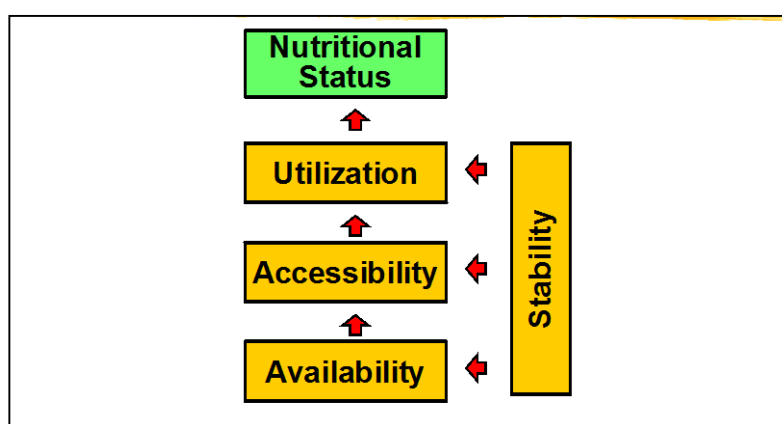 Nutritional
Status
Utilization
Accessibility
Availability
Stability